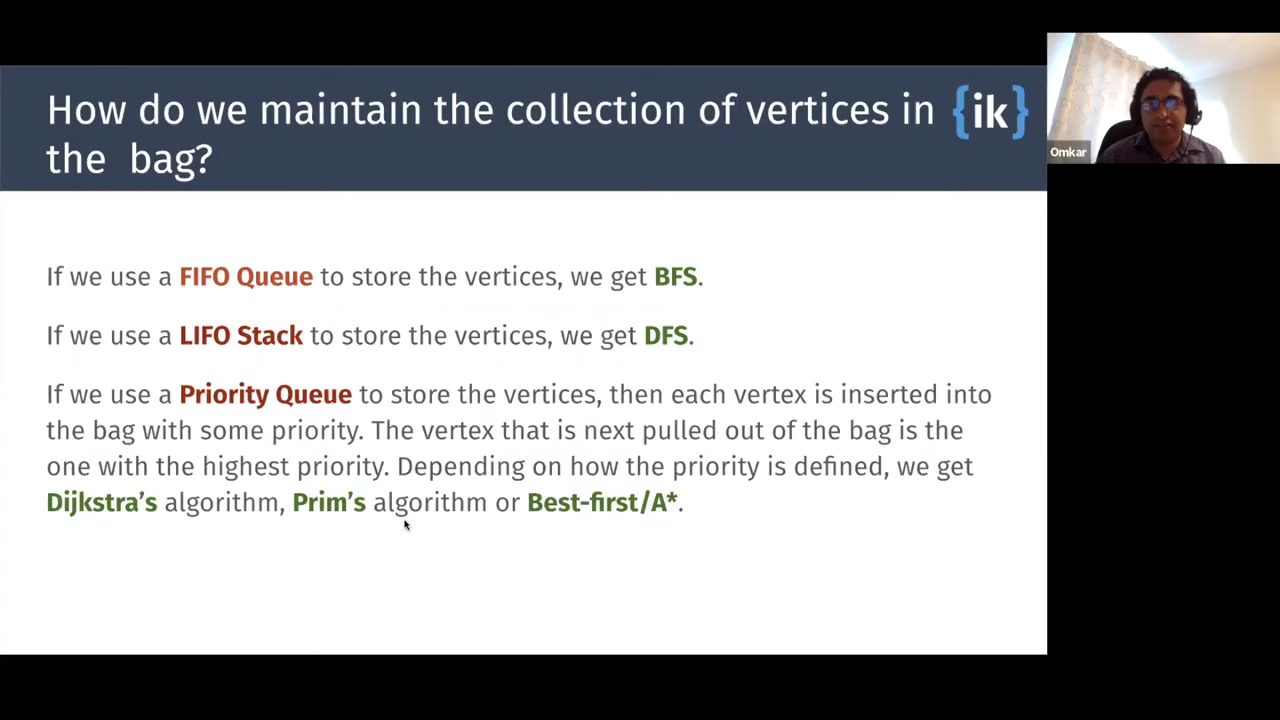 How do we maintain the collection of vertices in
the bag?
{ik}
Omkar
If we use a FIFO Queue to store the vertices, we get BFS.
If we use a LIFO Stack to store the vertices, we get DFS.
If we use a Priority Queue to store the vertices, then each vertex is inserted into
the bag with some priority. The vertex that is next pulled out of the bag is the
one with the highest priority. Depending on how the priority is defined, we get
Dijkstra’s algorithm, Prim’s algorithm or Best-first/A*.